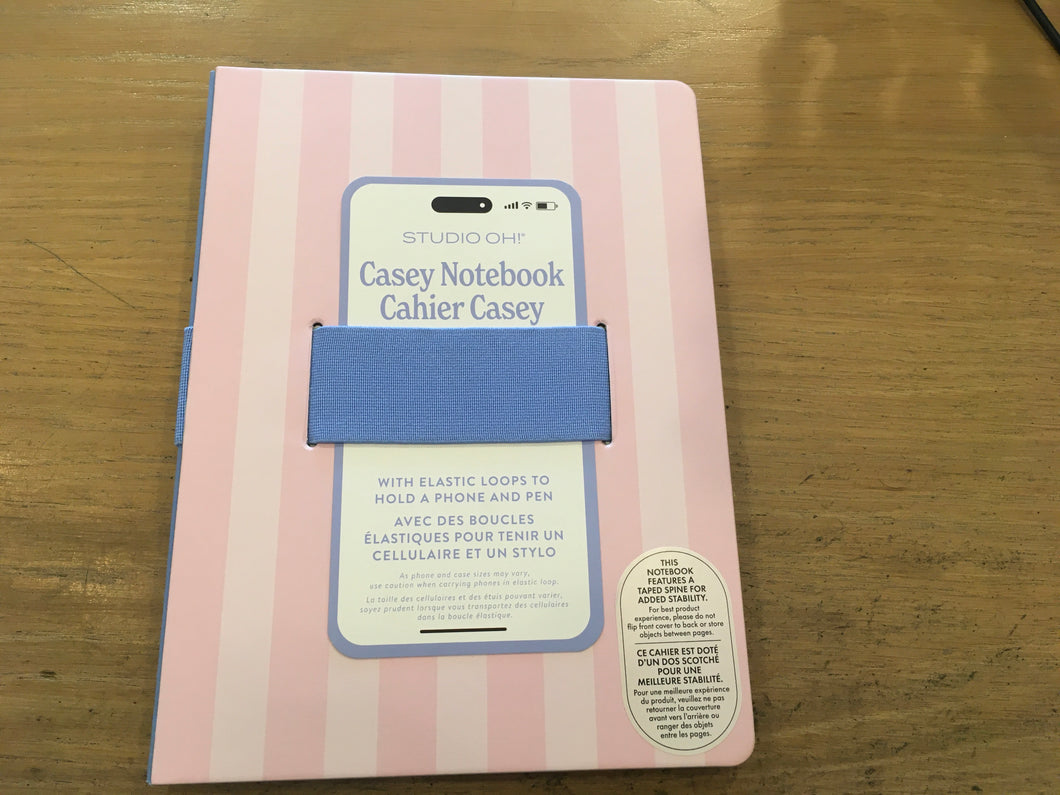 STUDIO OH!®
Casey Notebook
Cahier Casey
WITH ELASTIC LOOPS TO
HOLD A PHONE AND PEN
AVEC DES BOUCLES
ÉLASTIQUES POUR TENIR UN
CELLULAIRE ET UN STYLO
As phone and case sizes may vary,
use caution when carrying phones in elastic loop.
La taille des cellulaires et des étuis pouvant varier,
soyez prudent lorsque vous transportez des cellulaires
dans la boucle élastique.
THIS
NOTEBOOK
FEATURES A
TAPED SPINE FOR
ADDED STABILITY.
For best product
experience, please do not
flip front cover to back or store
objects between pages.
CE CAHIER EST DOTÉ
D'UN DOS SCOTCHÉ
POUR UNE
MEILLEURE STABILITÉ.
Pour une meilleure expérience
du produit, veuillez ne pas
retourner la couverture
avant vers l'arrière ou
ranger des objets
entre les pages.